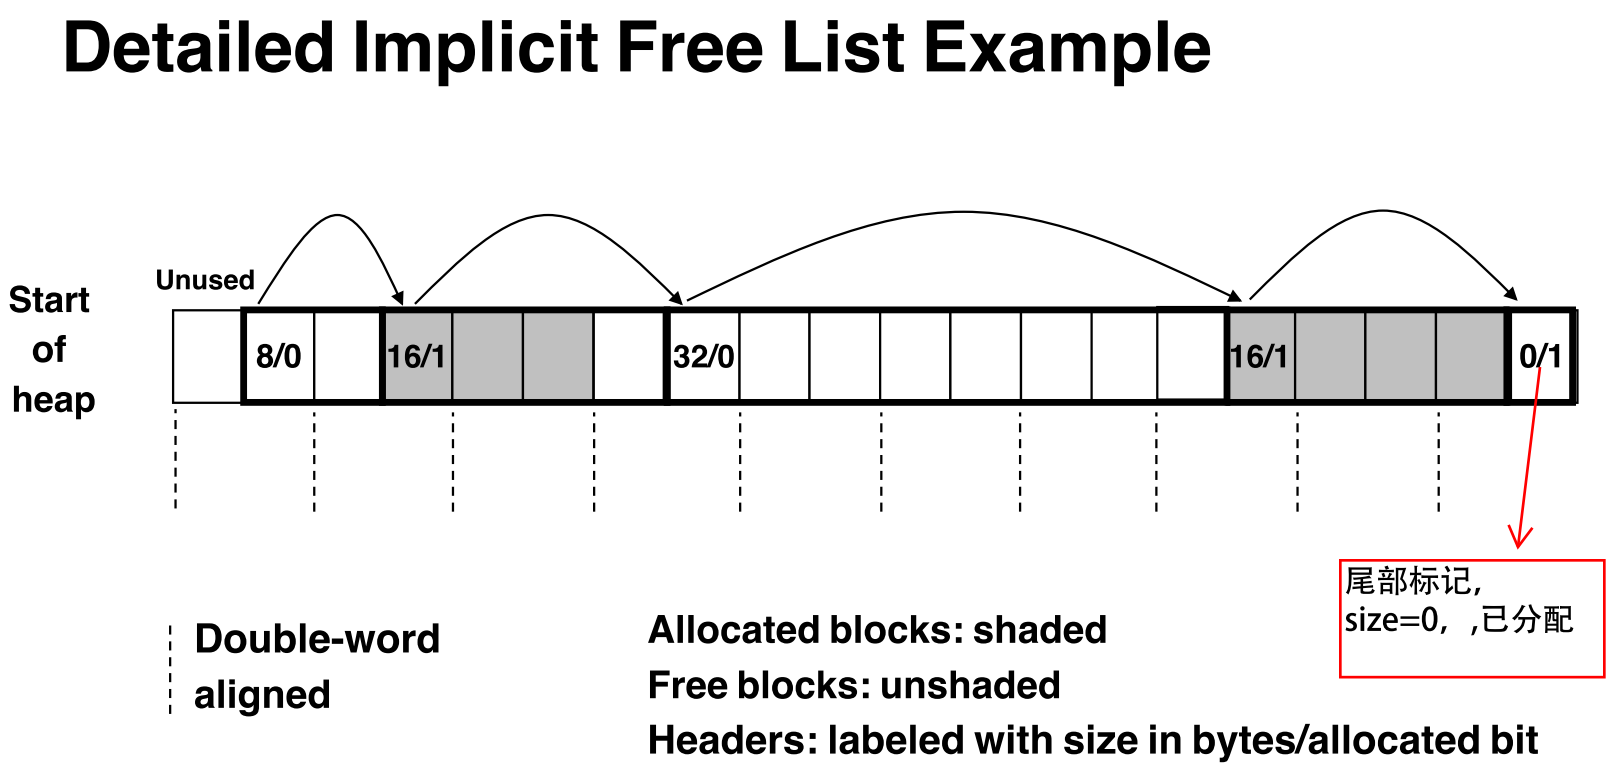 Detailed Implicit Free List Example
Unused
Start
of
heap
8/0
16/1
32/0
16/1
0/1
尾部标记,
size=0, ,已分配
Double-word
aligned
Allocated blocks: shaded
Free blocks: unshaded
Headers: labeled with size in bytes/allocated bit